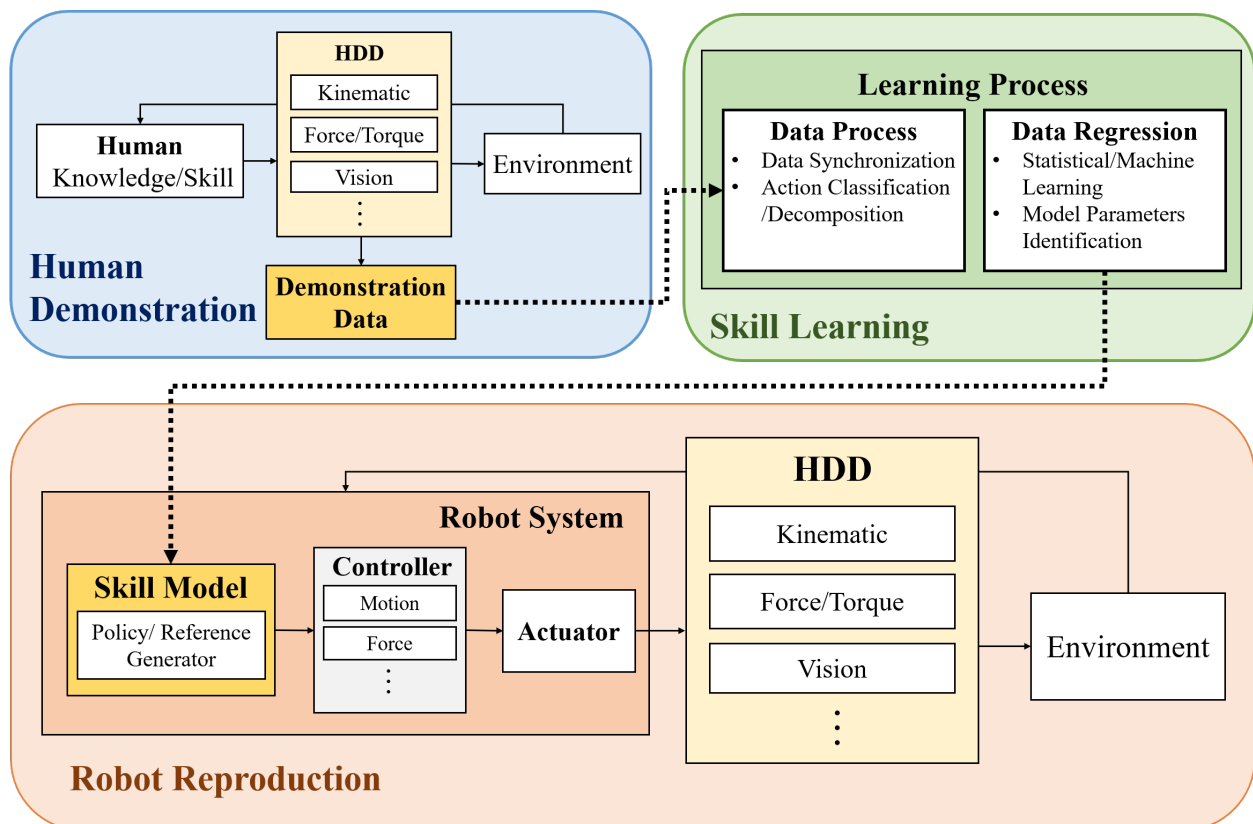 HDD
Kinematic
Force/Torque
Vision
Human
Knowledge/Skill
Environment
Demonstration
Data
Human
Demonstration
Learning Process
Data Process
• Data Synchronization
• Action Classification
/Decomposition
Data Regression
• Statistical/Machine
Learning
• Model Parameters
Identification
Skill Learning
HDD
Kinematic
Force/Torque
Vision
Robot System
Skill Model
Policy/ Reference
Generator
Controller
Motion
Force
Actuator
Environment
Robot Reproduction